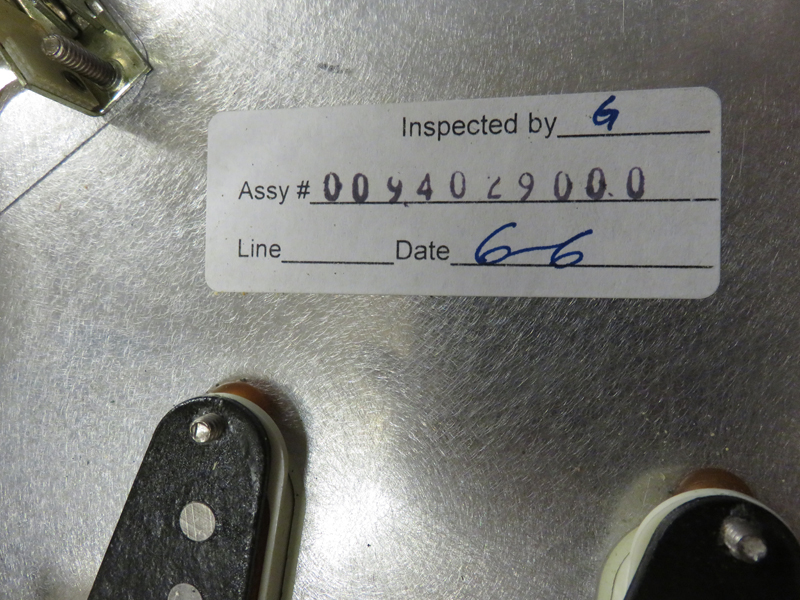 Inspected by G
Assy # 0094029000
Line Date 6-6